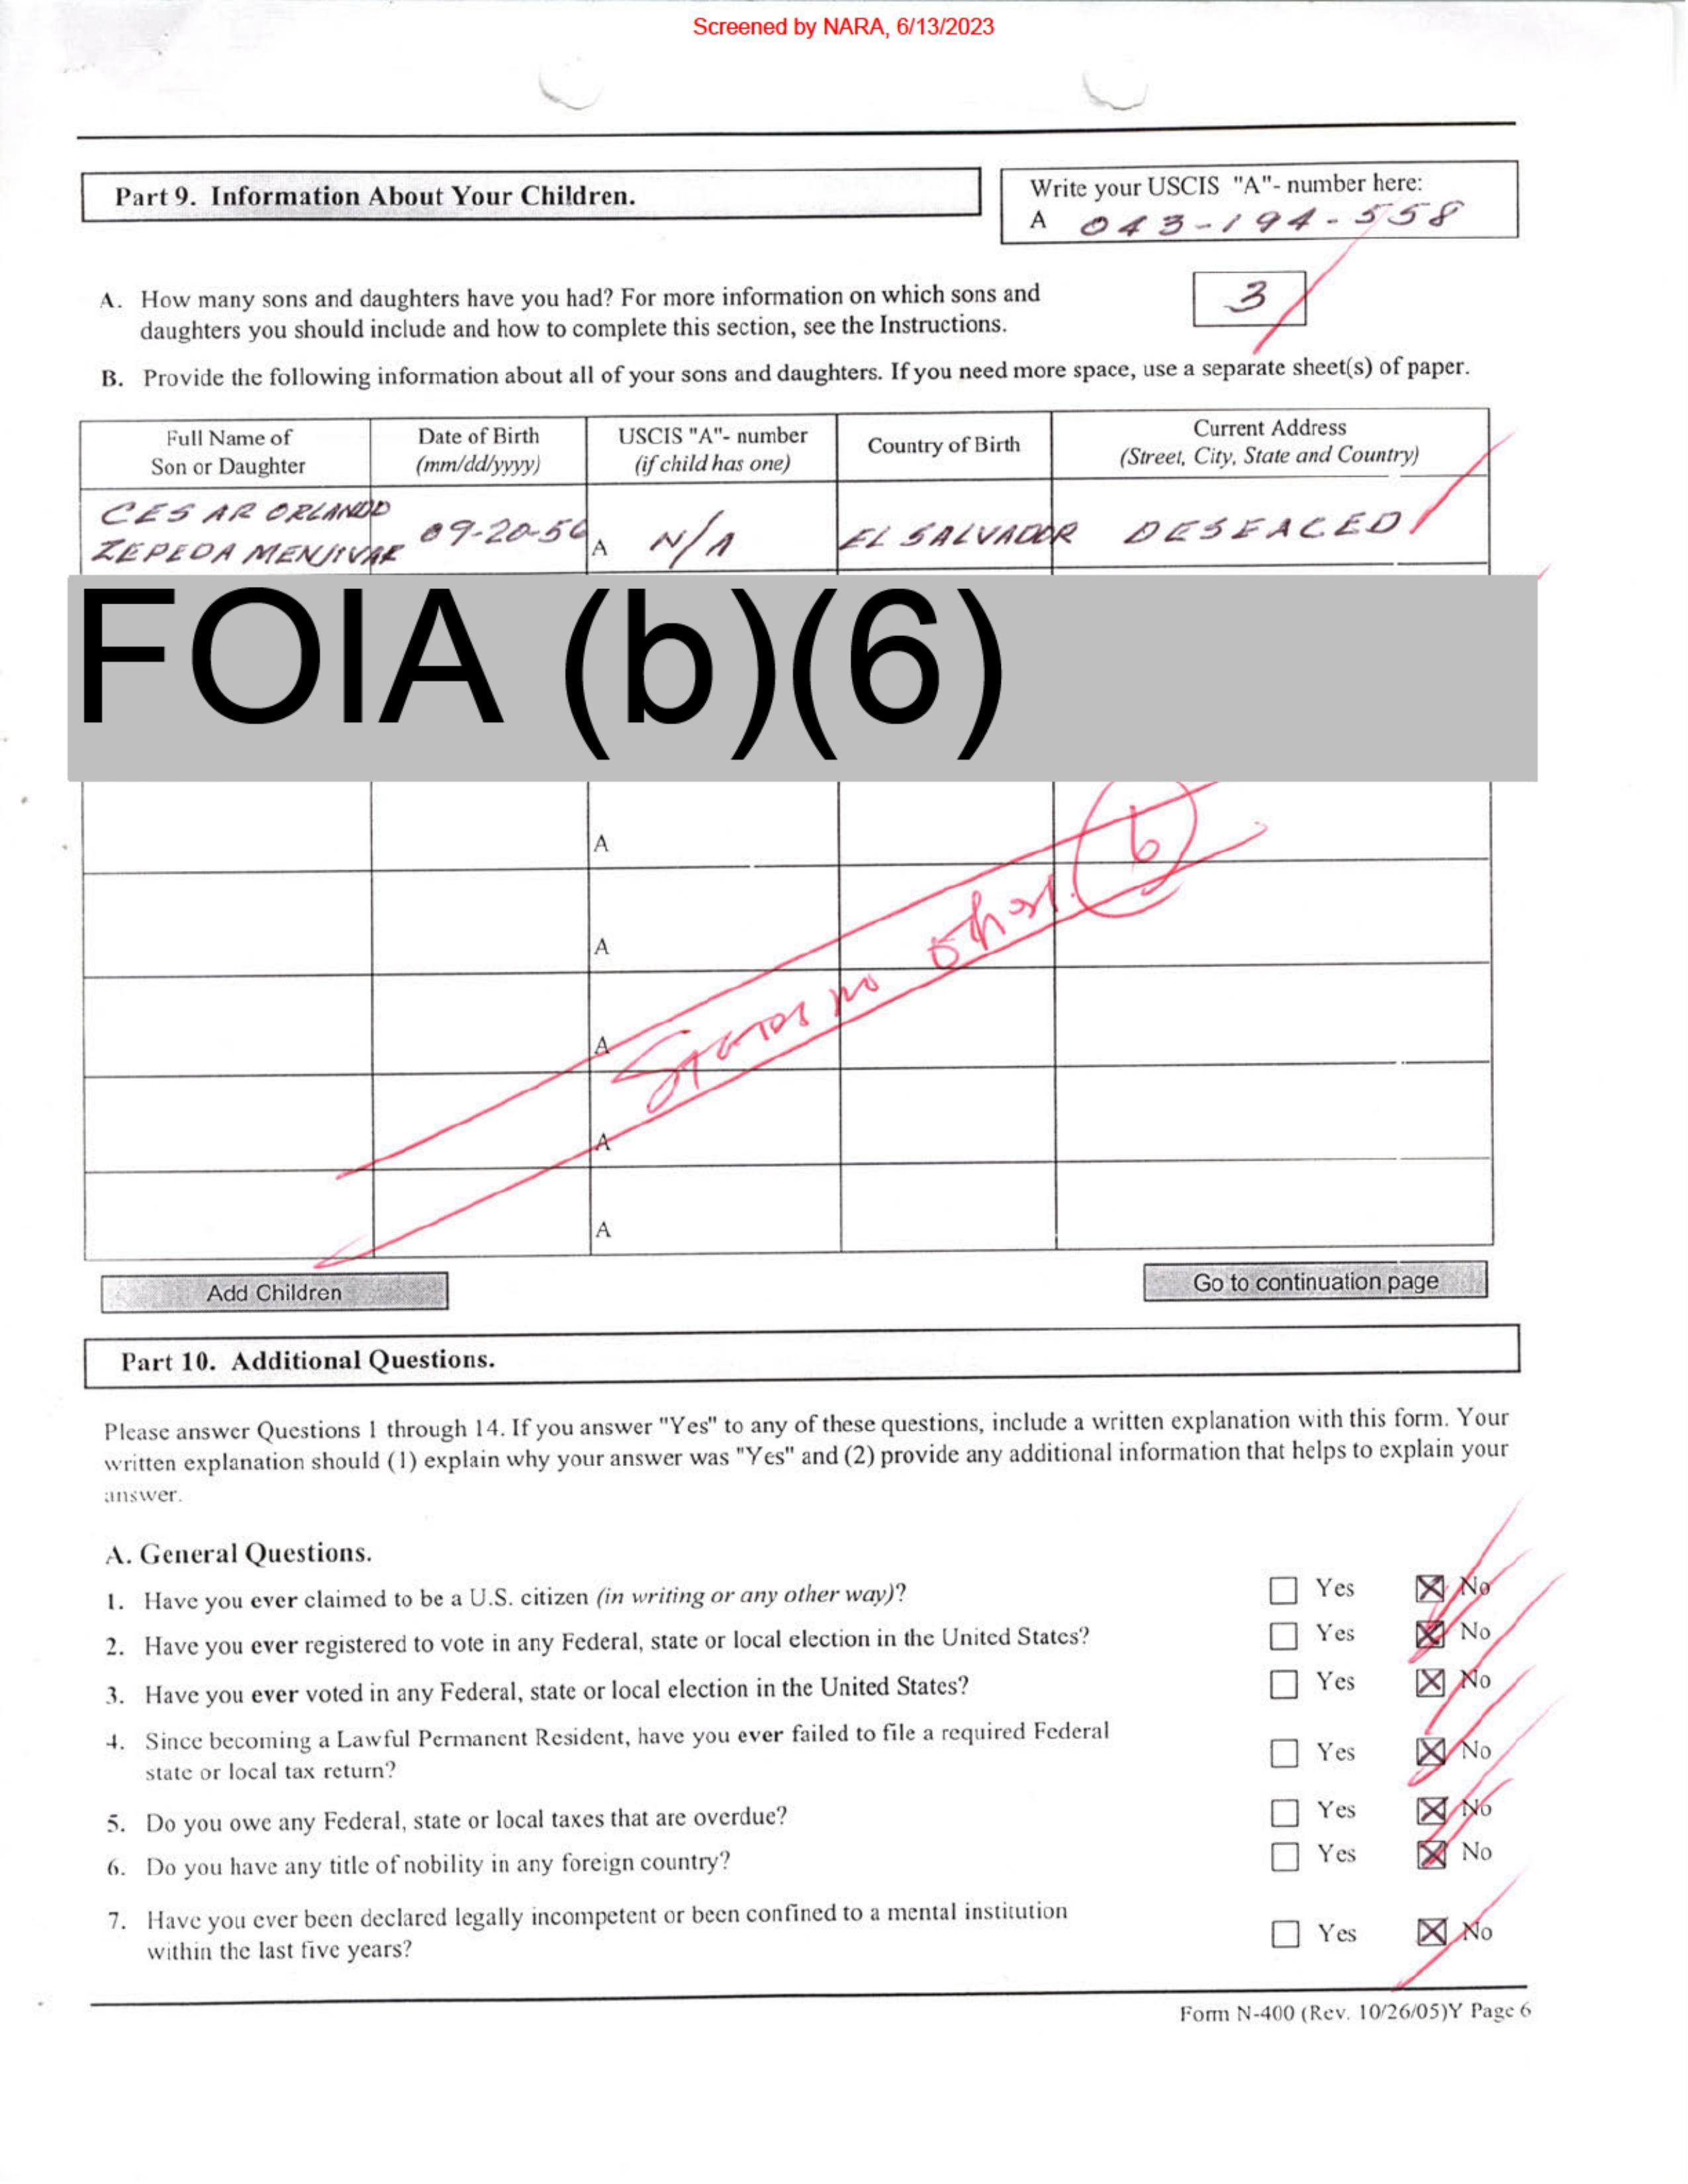 Screened by NARA, 6/13/2023
Part 9. Information About Your Children.
Write your USCIS "A"- number here:
A 043-194-558
A. How many sons and daughters have you had? For more information on which sons and
daughters you should include and how to complete this section, see the Instructions.
3
B. Provide the following information about all of your sons and daughters. If you need more space, use a separate sheet(s) of paper.
Full Name of
Son or Daughter
Date of Birth
(mm/dd/yyyy)
USCIS "A"- number
(if child has one)
Country of Birth
Current Address
(Street, City, State and Country)
CESAR ORLANDO
ZEPEDA MENJIVAR
09-20-56
A N/A
EL SALVADOR
DESEACED
FOIA (b)(6)
A
A
A
A
A
no other
6
Add Children
Go to continuation page
Part 10. Additional Questions.
Please answer Questions 1 through 14. If you answer "Yes" to any of these questions, include a written explanation with this form. Your
written explanation should (1) explain why your answer was "Yes" and (2) provide any additional information that helps to explain your
answer.
A. General Questions.
1. Have you ever claimed to be a U.S. citizen (in writing or any other way)? Yes No
2. Have you ever registered to vote in any Federal, state or local election in the United States? Yes No
3. Have you ever voted in any Federal, state or local election in the United States? Yes No
4. Since becoming a Lawful Permanent Resident, have you ever failed to file a required Federal
state or local tax return? Yes No
5. Do you owe any Federal, state or local taxes that are overdue? Yes No
6. Do you have any title of nobility in any foreign country? Yes No
7. Have you ever been declared legally incompetent or been confined to a mental institution
within the last five years? Yes No
Form N-400 (Rev. 10/26/05)Y Page 6